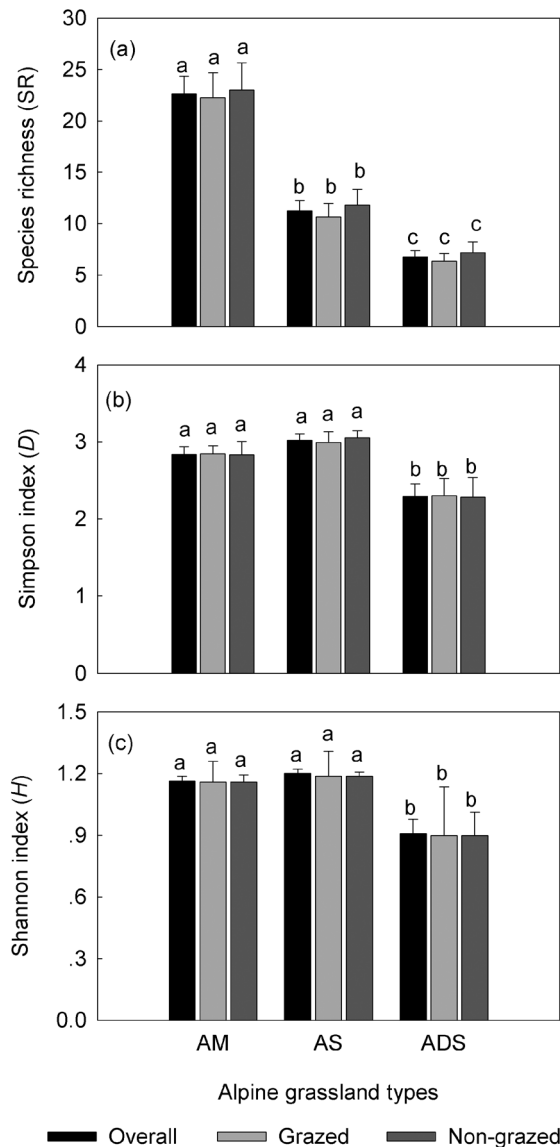 (a)
Species richness (SR)
30
25
20
15
10
5
0
a a a
b b b
c c c
(b)
Simpson index (D)
4
3
2
1
0
a a a
a a a
b b b
(c)
Shannon index (H)
1.5
1.2
.9
.6
.3
0.0
a a a
a a a
b b b
AM AS ADS
Alpine grassland types
Overall Grazed Non-grazed